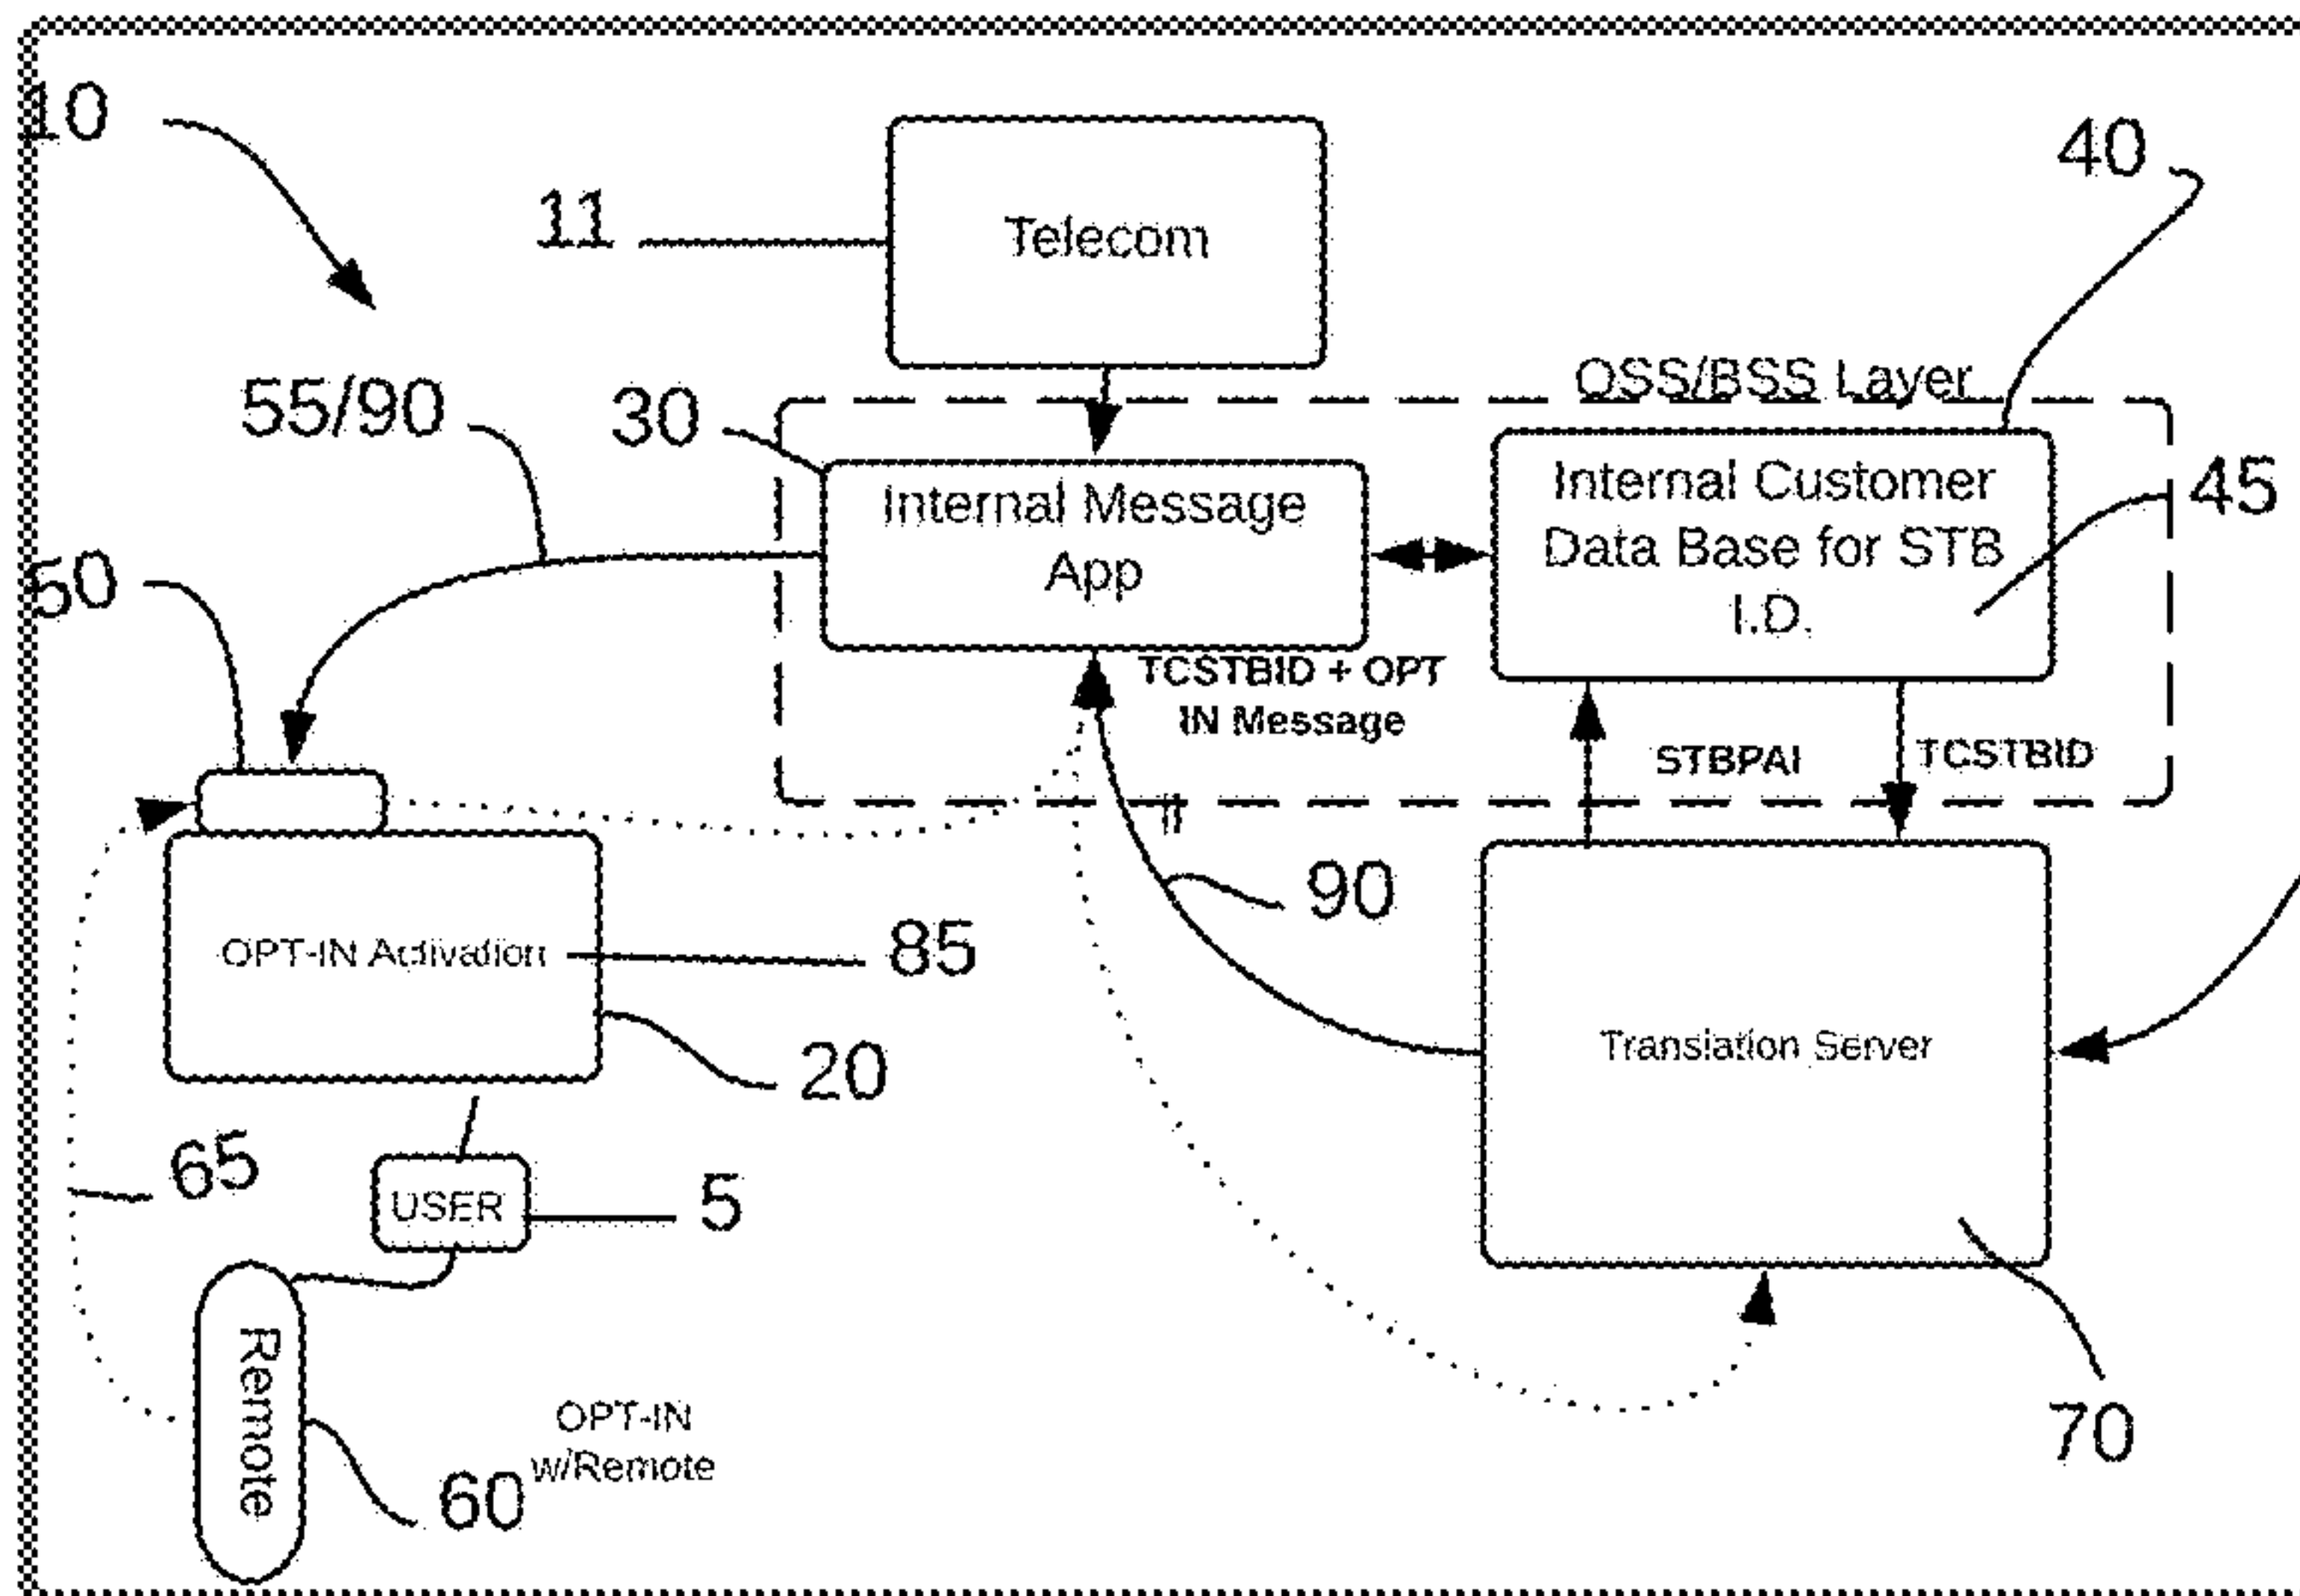 10
11
Telecom
40
55/90
30
OSS/BSS Layer
Internal Message
App
Internal Customer
Data Base for STB
I.D.
45
50
TCSTBID + OPT
IN Message
STBPAI
TCSTBID
90
OPT-IN Activation
85
20
Translation Server
65
USER
5
Remote
OPT-IN
w/Remote
60
70